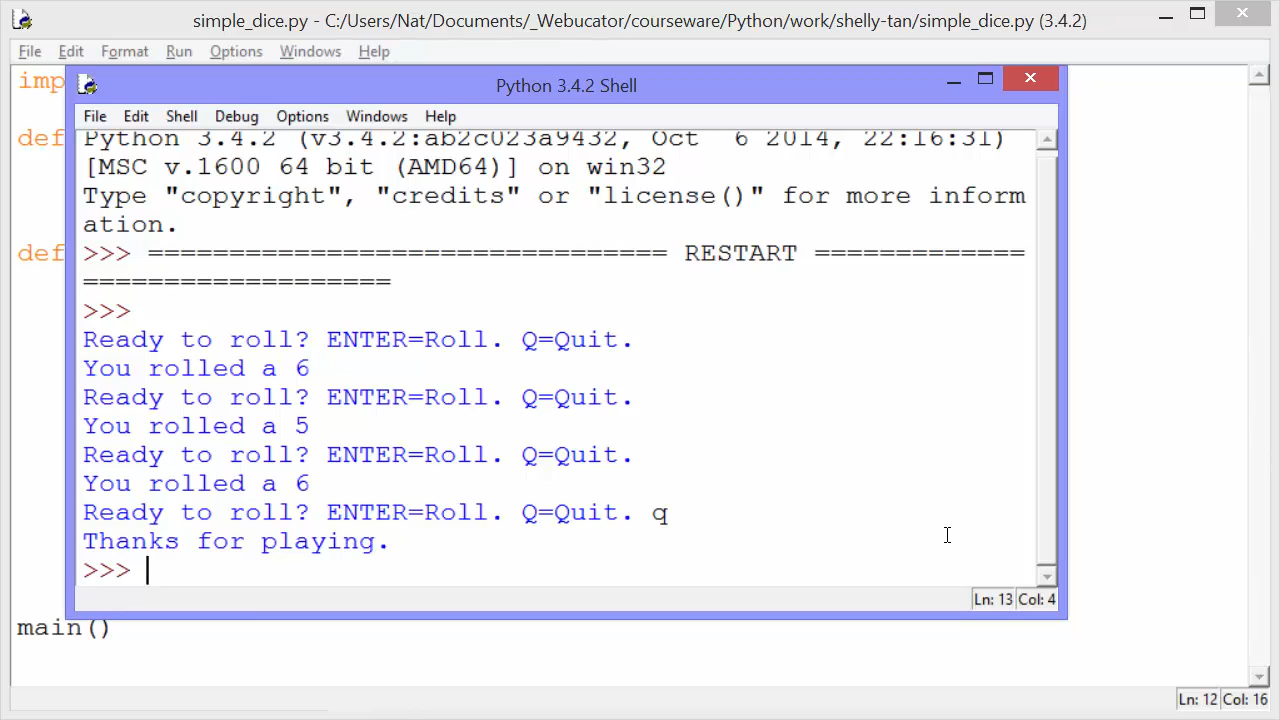 simple_dice.py - C:/Users/Nat/Documents/_Webucator/courseware/Python/work/shelly-tan/simple_dice.py (3.4.2)
File Edit Format Run Options Windows Help
imp
Python 3.4.2 Shell
File Edit Shell Debug Options Windows Help
def
Python 3.4.2 (v3.4.2:ab2c023a9432, Oct  6 2014, 22:16:31)
[MSC v.1600 64 bit (AMD64)] on win32
Type "copyright", "credits" or "license()" for more inform
ation.
def
>>> ================================ RESTART =============
===================
>>>
Ready to roll? ENTER=Roll. Q=Quit.
You rolled a 6
Ready to roll? ENTER=Roll. Q=Quit.
You rolled a 5
Ready to roll? ENTER=Roll. Q=Quit.
You rolled a 6
Ready to roll? ENTER=Roll. Q=Quit. q
Thanks for playing.
>>>
Ln: 13 Col: 4
main()
Ln: 12 Col: 16